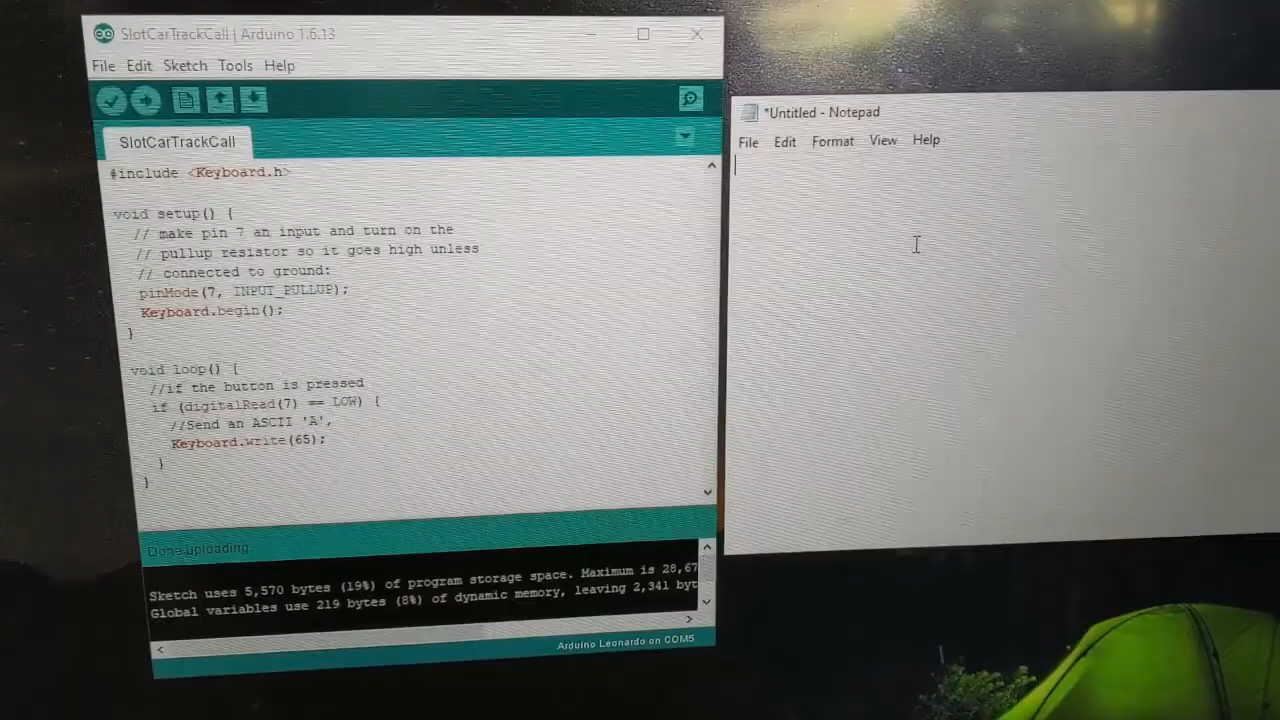 SlotCarTrackCall | Arduino 1.6.13
File Edit Sketch Tools Help
SlotCarTrackCall
#include <Keyboard.h>
void setup() {
// make pin 7 an input and turn on the
// pullup resistor so it goes high unless
// connected to ground:
pinMode(7, INPUT_PULLUP);
Keyboard.begin();
}
void loop() {
//if the button is pressed
if (digitalRead(7) == LOW) {
//Send an ASCII 'A',
Keyboard.write(65);
}
}
Done uploading.
Sketch uses 5,570 bytes (19%) of program storage space. Maximum is 28,67
Global variables use 219 bytes (8%) of dynamic memory, leaving 2,341 byt
Arduino Leonardo on COM5
*Untitled - Notepad
File Edit Format View Help